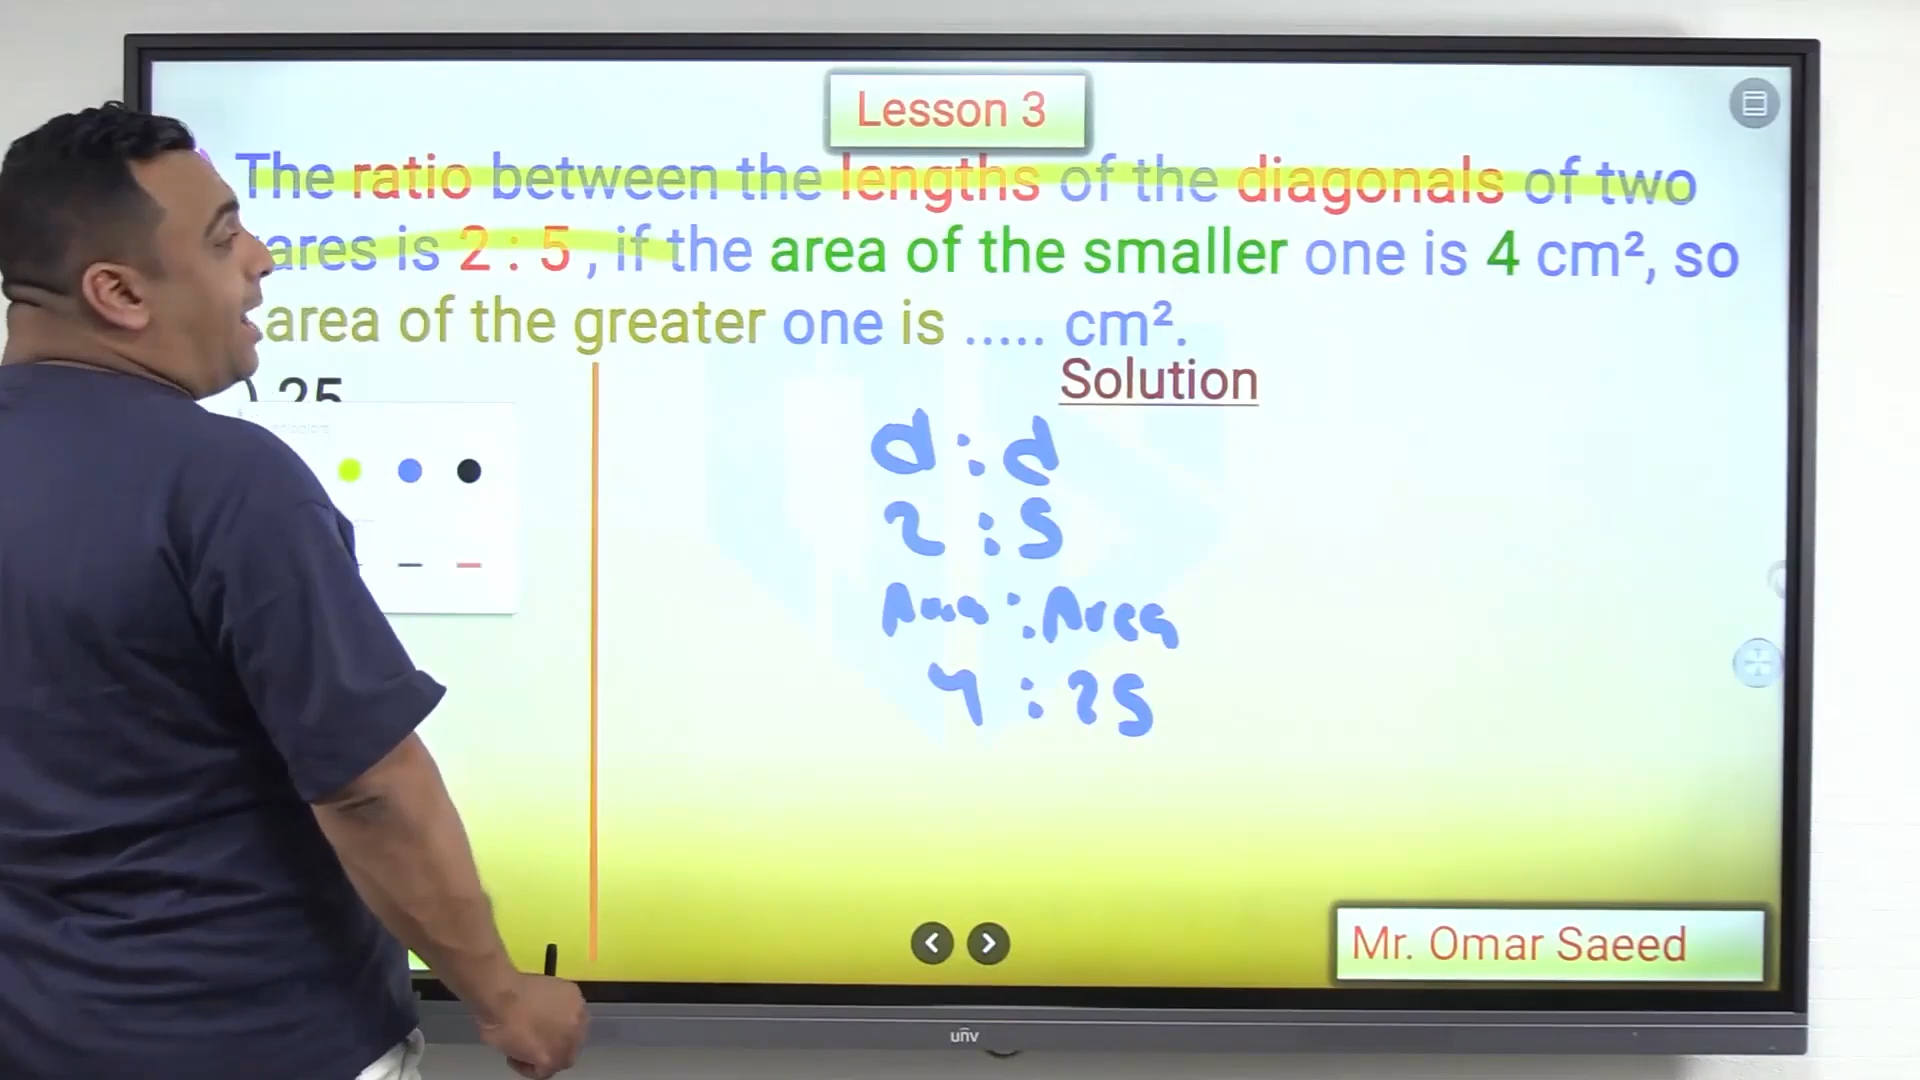 Lesson 3
The ratio between the lengths of the diagonals of two
ares is 2 : 5 , if the area of the smaller one is 4 cm², so
area of the greater one is ..... cm².
) 25
Solution
d : d
2 : 5
Area : Area
4 : 25
Mr. Omar Saeed
unv